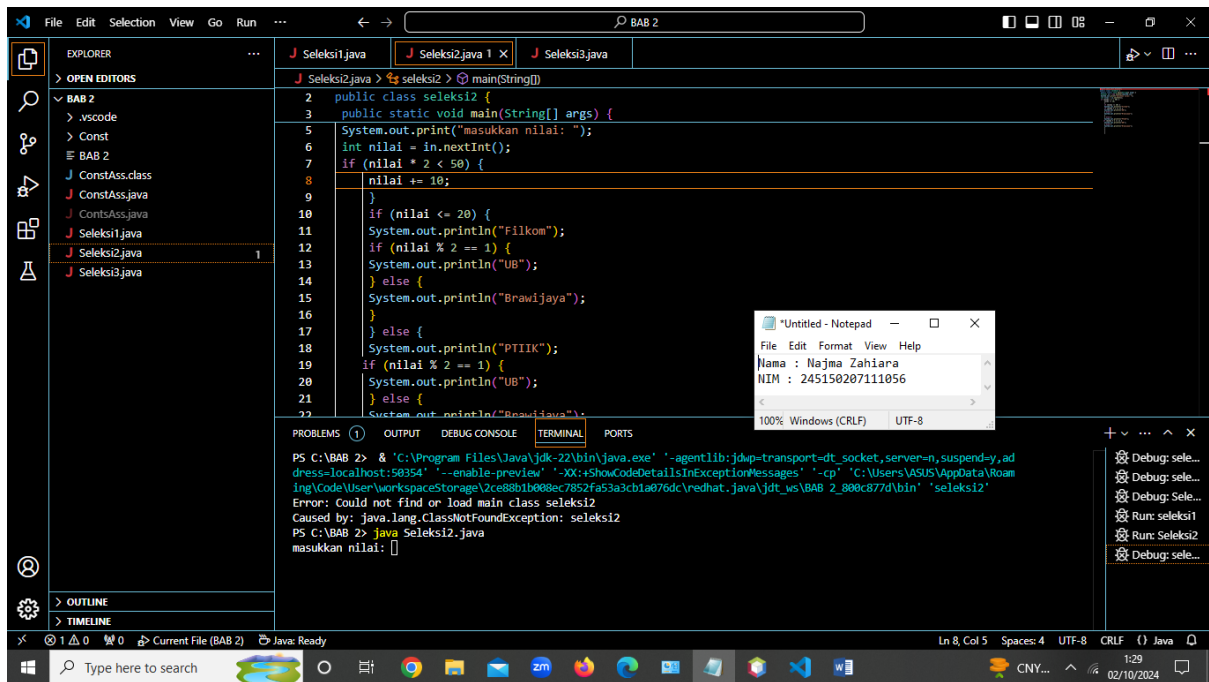 File Edit Selection View Go Run ··· ← → BAB 2
EXPLORER ···
> OPEN EDITORS
BAB 2
> .vscode
> Const
BAB 2
J ConstAss.class
J ConstAss.java
J ContsAss.java
J Seleksi1.java
J Seleksi2.java 1
J Seleksi3.java
> OUTLINE
> TIMELINE
J Seleksi1.java J Seleksi2.java 1 × J Seleksi3.java
J Seleksi2.java > seleksi2 > main(String[])
2 public class seleksi2 {
3 public static void main(String[] args) {
5 System.out.print("masukkan nilai: ");
6 int nilai = in.nextInt();
7 if (nilai * 2 < 50) {
8 nilai += 10;
9 }
10 if (nilai <= 20) {
11 System.out.println("Filkom");
12 if (nilai % 2 == 1) {
13 System.out.println("UB");
14 } else {
15 System.out.println("Brawijaya");
16 }
17 } else {
18 System.out.println("PTIIK");
19 if (nilai % 2 == 1) {
20 System.out.println("UB");
21 } else {
22 System.out.println("Brawijaya");
*Untitled - Notepad
File Edit Format View Help
Nama : Najma Zahiara
NIM : 245150207111056
100% Windows (CRLF) UTF-8
PROBLEMS 1 OUTPUT DEBUG CONSOLE TERMINAL PORTS
PS C:\BAB 2> & 'C:\Program Files\Java\jdk-22\bin\java.exe' '-agentlib:jdwp=transport=dt_socket,server=n,suspend=y,ad
dress=localhost:50354' '--enable-preview' '-XX:+ShowCodeDetailsInExceptionMessages' '-cp' 'C:\Users\ASUS\AppData\Roam
ing\Code\User\workspaceStorage\2ce88b1b008ec7852fa53a3cb1a076dc\redhat.java\jdt_ws\BAB 2_800c877d\bin' 'seleksi2'
Error: Could not find or load main class seleksi2
Caused by: java.lang.ClassNotFoundException: seleksi2
PS C:\BAB 2> java Seleksi2.java
masukkan nilai:
Debug: sele...
Debug: sele...
Debug: Sele...
Run: seleksi1
Run: Seleksi2
Debug: sele...
1 0 0 Current File (BAB 2) Java: Ready Ln 8, Col 5 Spaces: 4 UTF-8 CRLF {} Java
Type here to search zm CNY... 1:29
02/10/2024